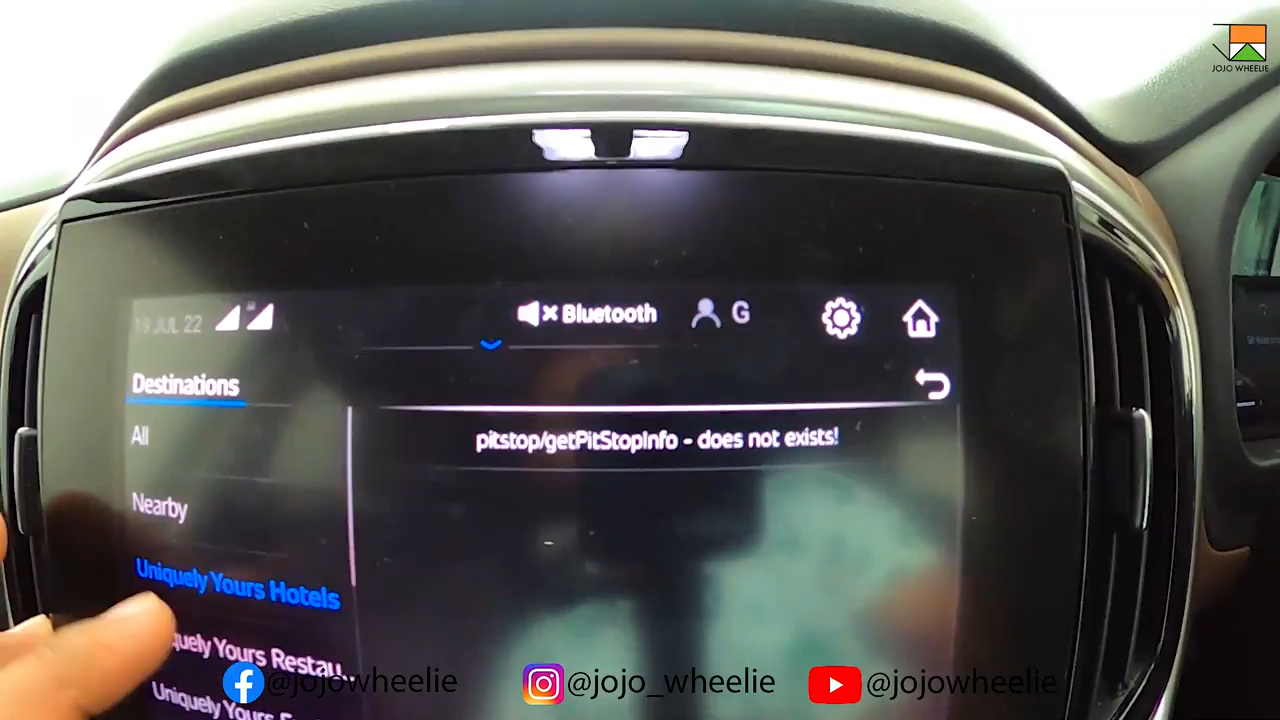 JOJO WHEELIE
19 JUL 22
Bluetooth
G
Destinations
All
pitstop/getPitStopInfo - does not exists!
Nearby
Uniquely Yours Hotels
quely Yours Restau
Uniquely Yours
@jojowheelie
@jojo_wheelie
@jojowheelie